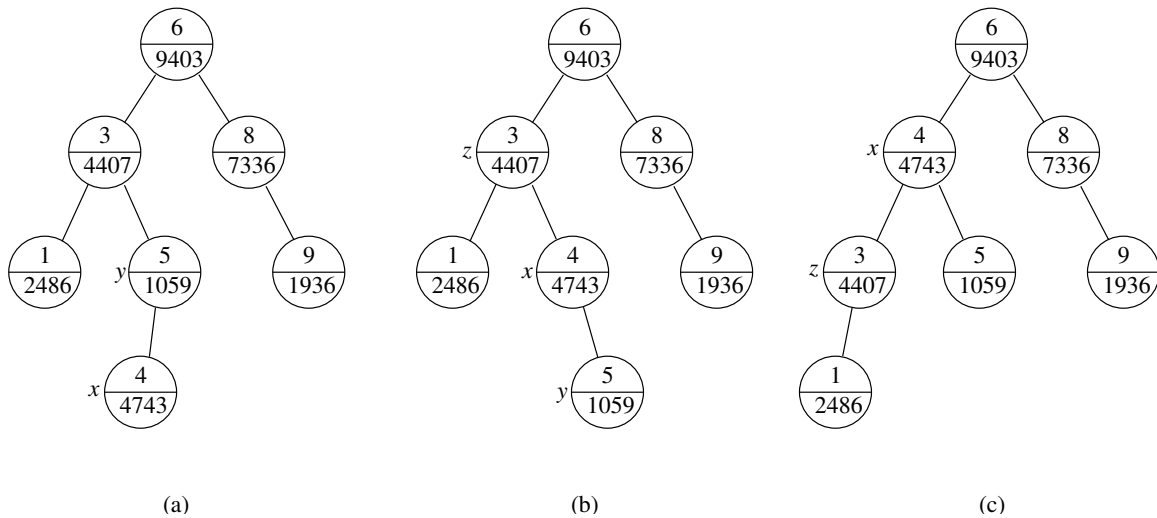 6 6 6
9403 9403 9403
3 8 3 8 4 8
z x
4407 7336 4407 7336 4743 7336
1 5 9 1 4 9 3 5 9
y x z
2486 1059 1936 2486 4743 1936 4407 1059 1936
4 5 1
x y
4743 1059 2486
(a) (b) (c)